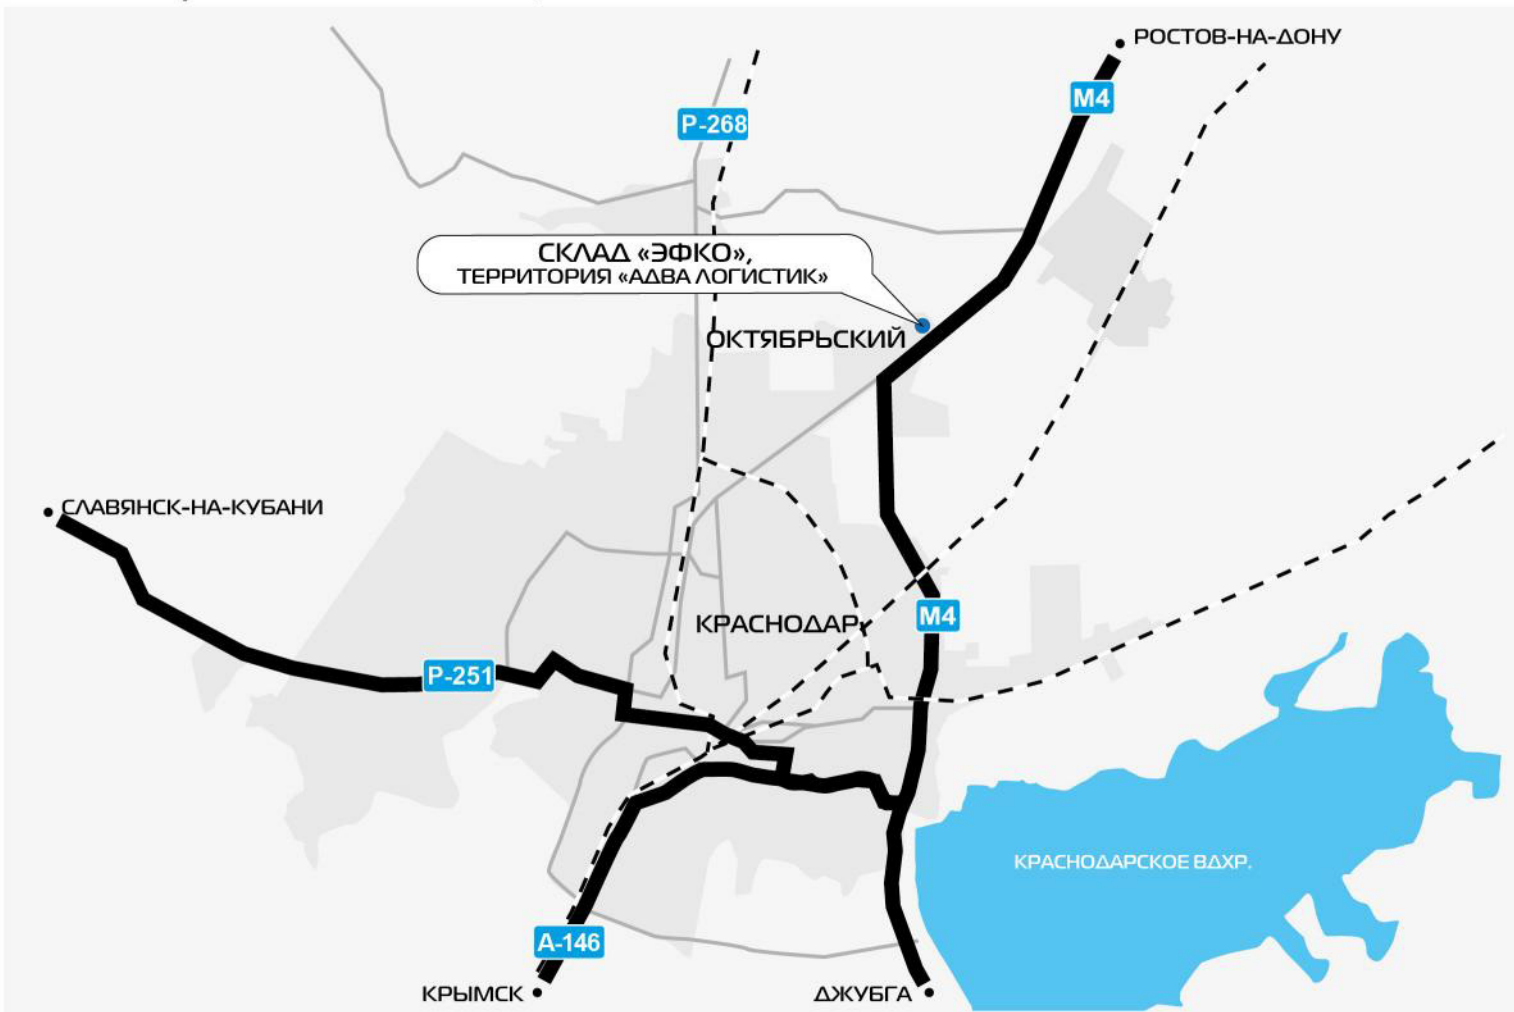 РОСТОВ-НА-ДОНУ
М4
Р-268
СКЛАД «ЭФКО»,
ТЕРРИТОРИЯ «АДВА ЛОГИСТИК»
ОКТЯБРЬСКИЙ
СЛАВЯНСК-НА-КУБАНИ
КРАСНОДАР
М4
Р-251
КРАСНОДАРСКОЕ ВДХР.
А-146
КРЫМСК
ДЖУБГА